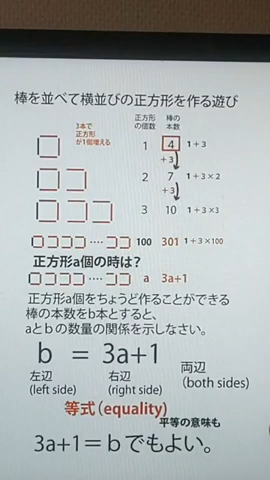 棒を並べて横並びの正方形を作る遊び
正方形の個数 棒の本数
3本で
正方形
が1個増える
1 4 1+3
+3
2 7 1+3×2
+3
3 10 1+3×3
100 301 1+3×100
正方形a個の時は?
a 3a+1
正方形a個をちょうど作ることができる
棒の本数をb本とすると、
aとbの数量の関係を示しなさい。
b = 3a+1
左辺 右辺 両辺
(left side) (right side) (both sides)
等式(equality)
平等の意味も
3a+1=bでもよい。